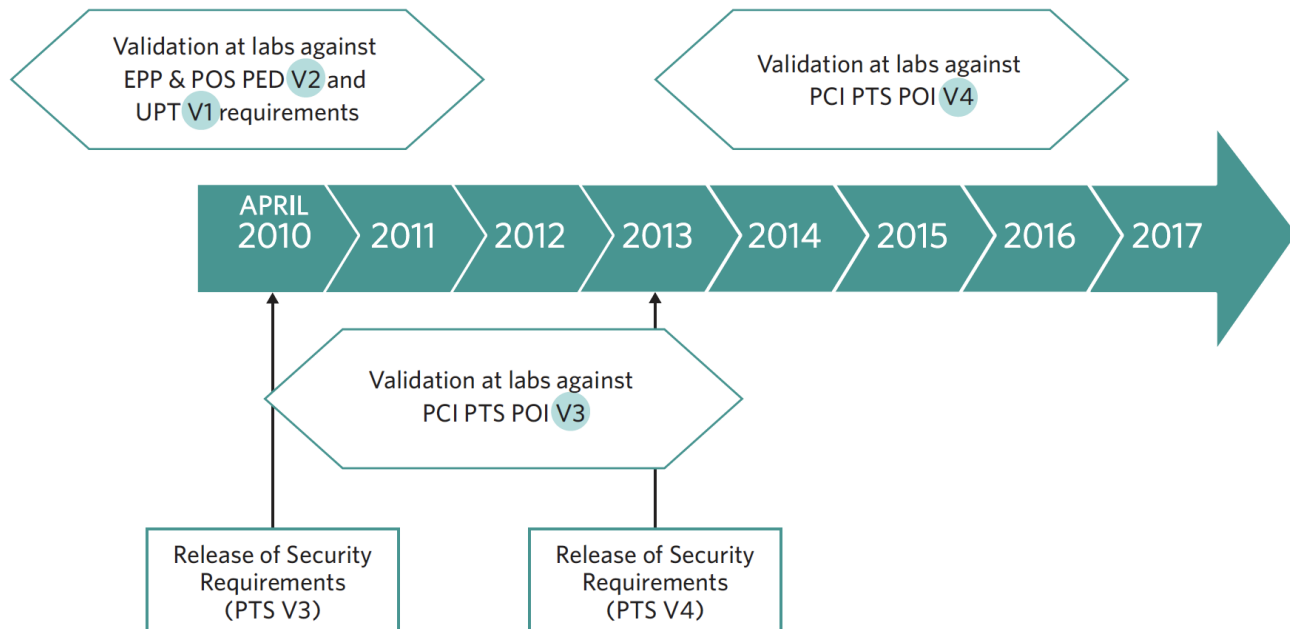 Validation at labs against
EPP & POS PED V2 and
UPT V1 requirements
Validation at labs against
PCI PTS POI V4
APRIL
2010
2011
2012
2013
2014
2015
2016
2017
Validation at labs against
PCI PTS POI V3
Release of Security
Requirements
(PTS V3)
Release of Security
Requirements
(PTS V4)